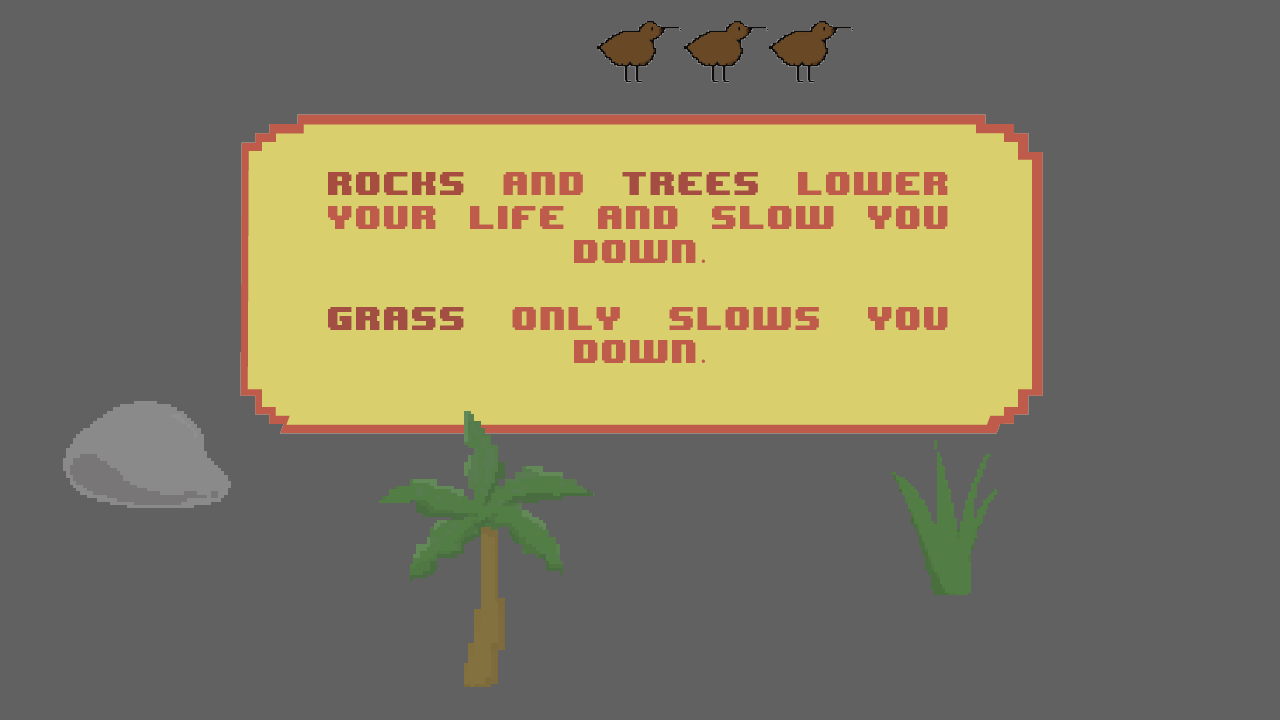 ROCKS AND TREES LOWER
YOUR LIFE AND SLOW YOU
DOWN.
GRASS ONLY SLOWS YOU
DOWN.